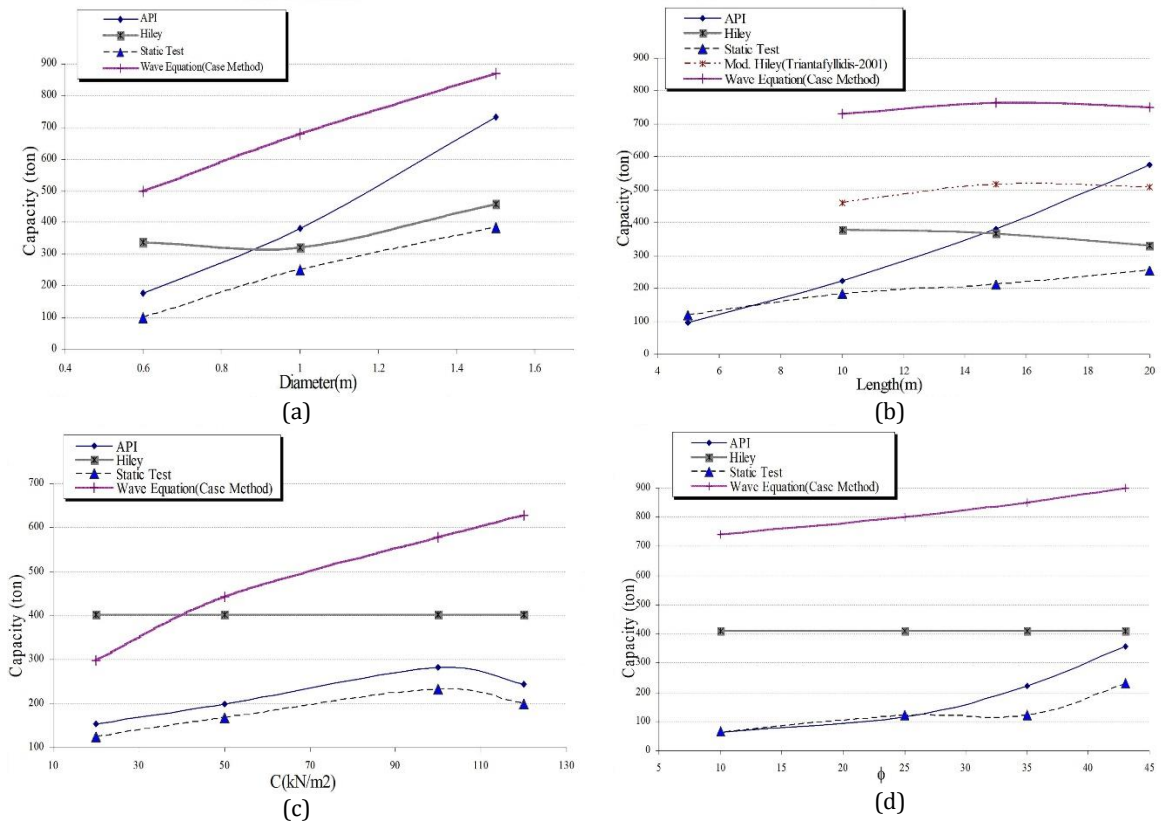 API
Hiley
Static Test
Wave Equation(Case Method)
900
800
700
600
500
400
300
200
100
0
Capacity (ton)
0.4 0.6 0.8 1 1.2 1.4 1.6
Diameter(m)
(a)
API
Hiley
Static Test
Mod. Hiley(Triantafyllidis-2001)
Wave Equation(Case Method)
900
800
700
600
500
400
300
200
100
0
Capacity (ton)
4 6 8 10 12 14 16 18 20
Length(m)
(b)
API
Hiley
Static Test
Wave Equation(Case Method)
700
600
500
400
300
200
100
Capacity (ton)
10 30 50 70 90 110 130
C(kN/m2)
(c)
API
Hiley
Static Test
Wave Equation(Case Method)
900
800
700
600
500
400
300
200
100
0
Capacity (ton)
5 10 15 20 25 30 35 40 45
ϕ
(d)